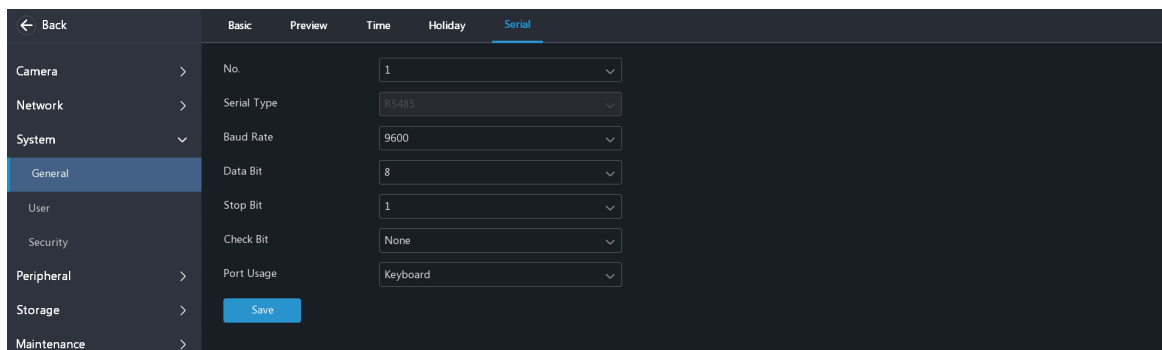 Back
Basic Preview Time Holiday Serial
Camera
No. 1
Network
Serial Type RS485
System
Baud Rate 9600
General
Data Bit 8
User
Stop Bit 1
Security
Check Bit None
Peripheral
Port Usage Keyboard
Storage
Save
Maintenance